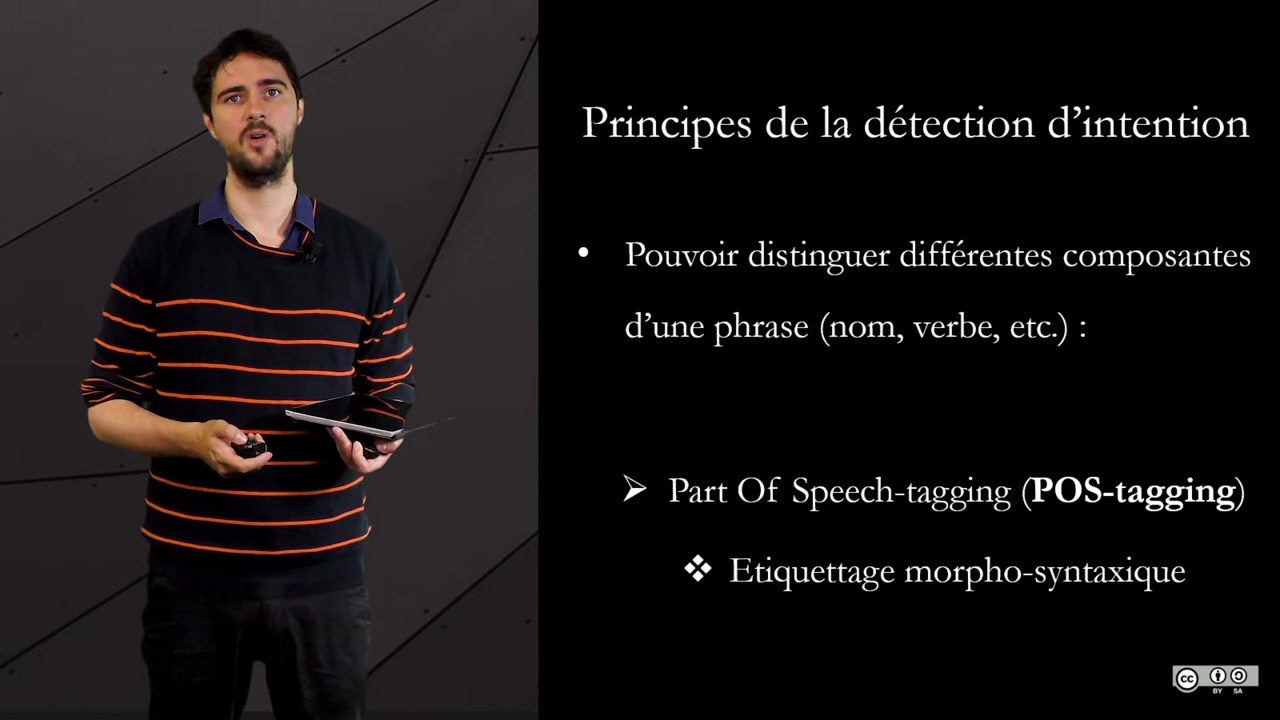 Principes de la détection d’intention
• Pouvoir distinguer différentes composantes
d’une phrase (nom, verbe, etc.) :
➢ Part Of Speech-tagging (POS-tagging)
❖ Etiquettage morpho-syntaxique
cc
BY SA